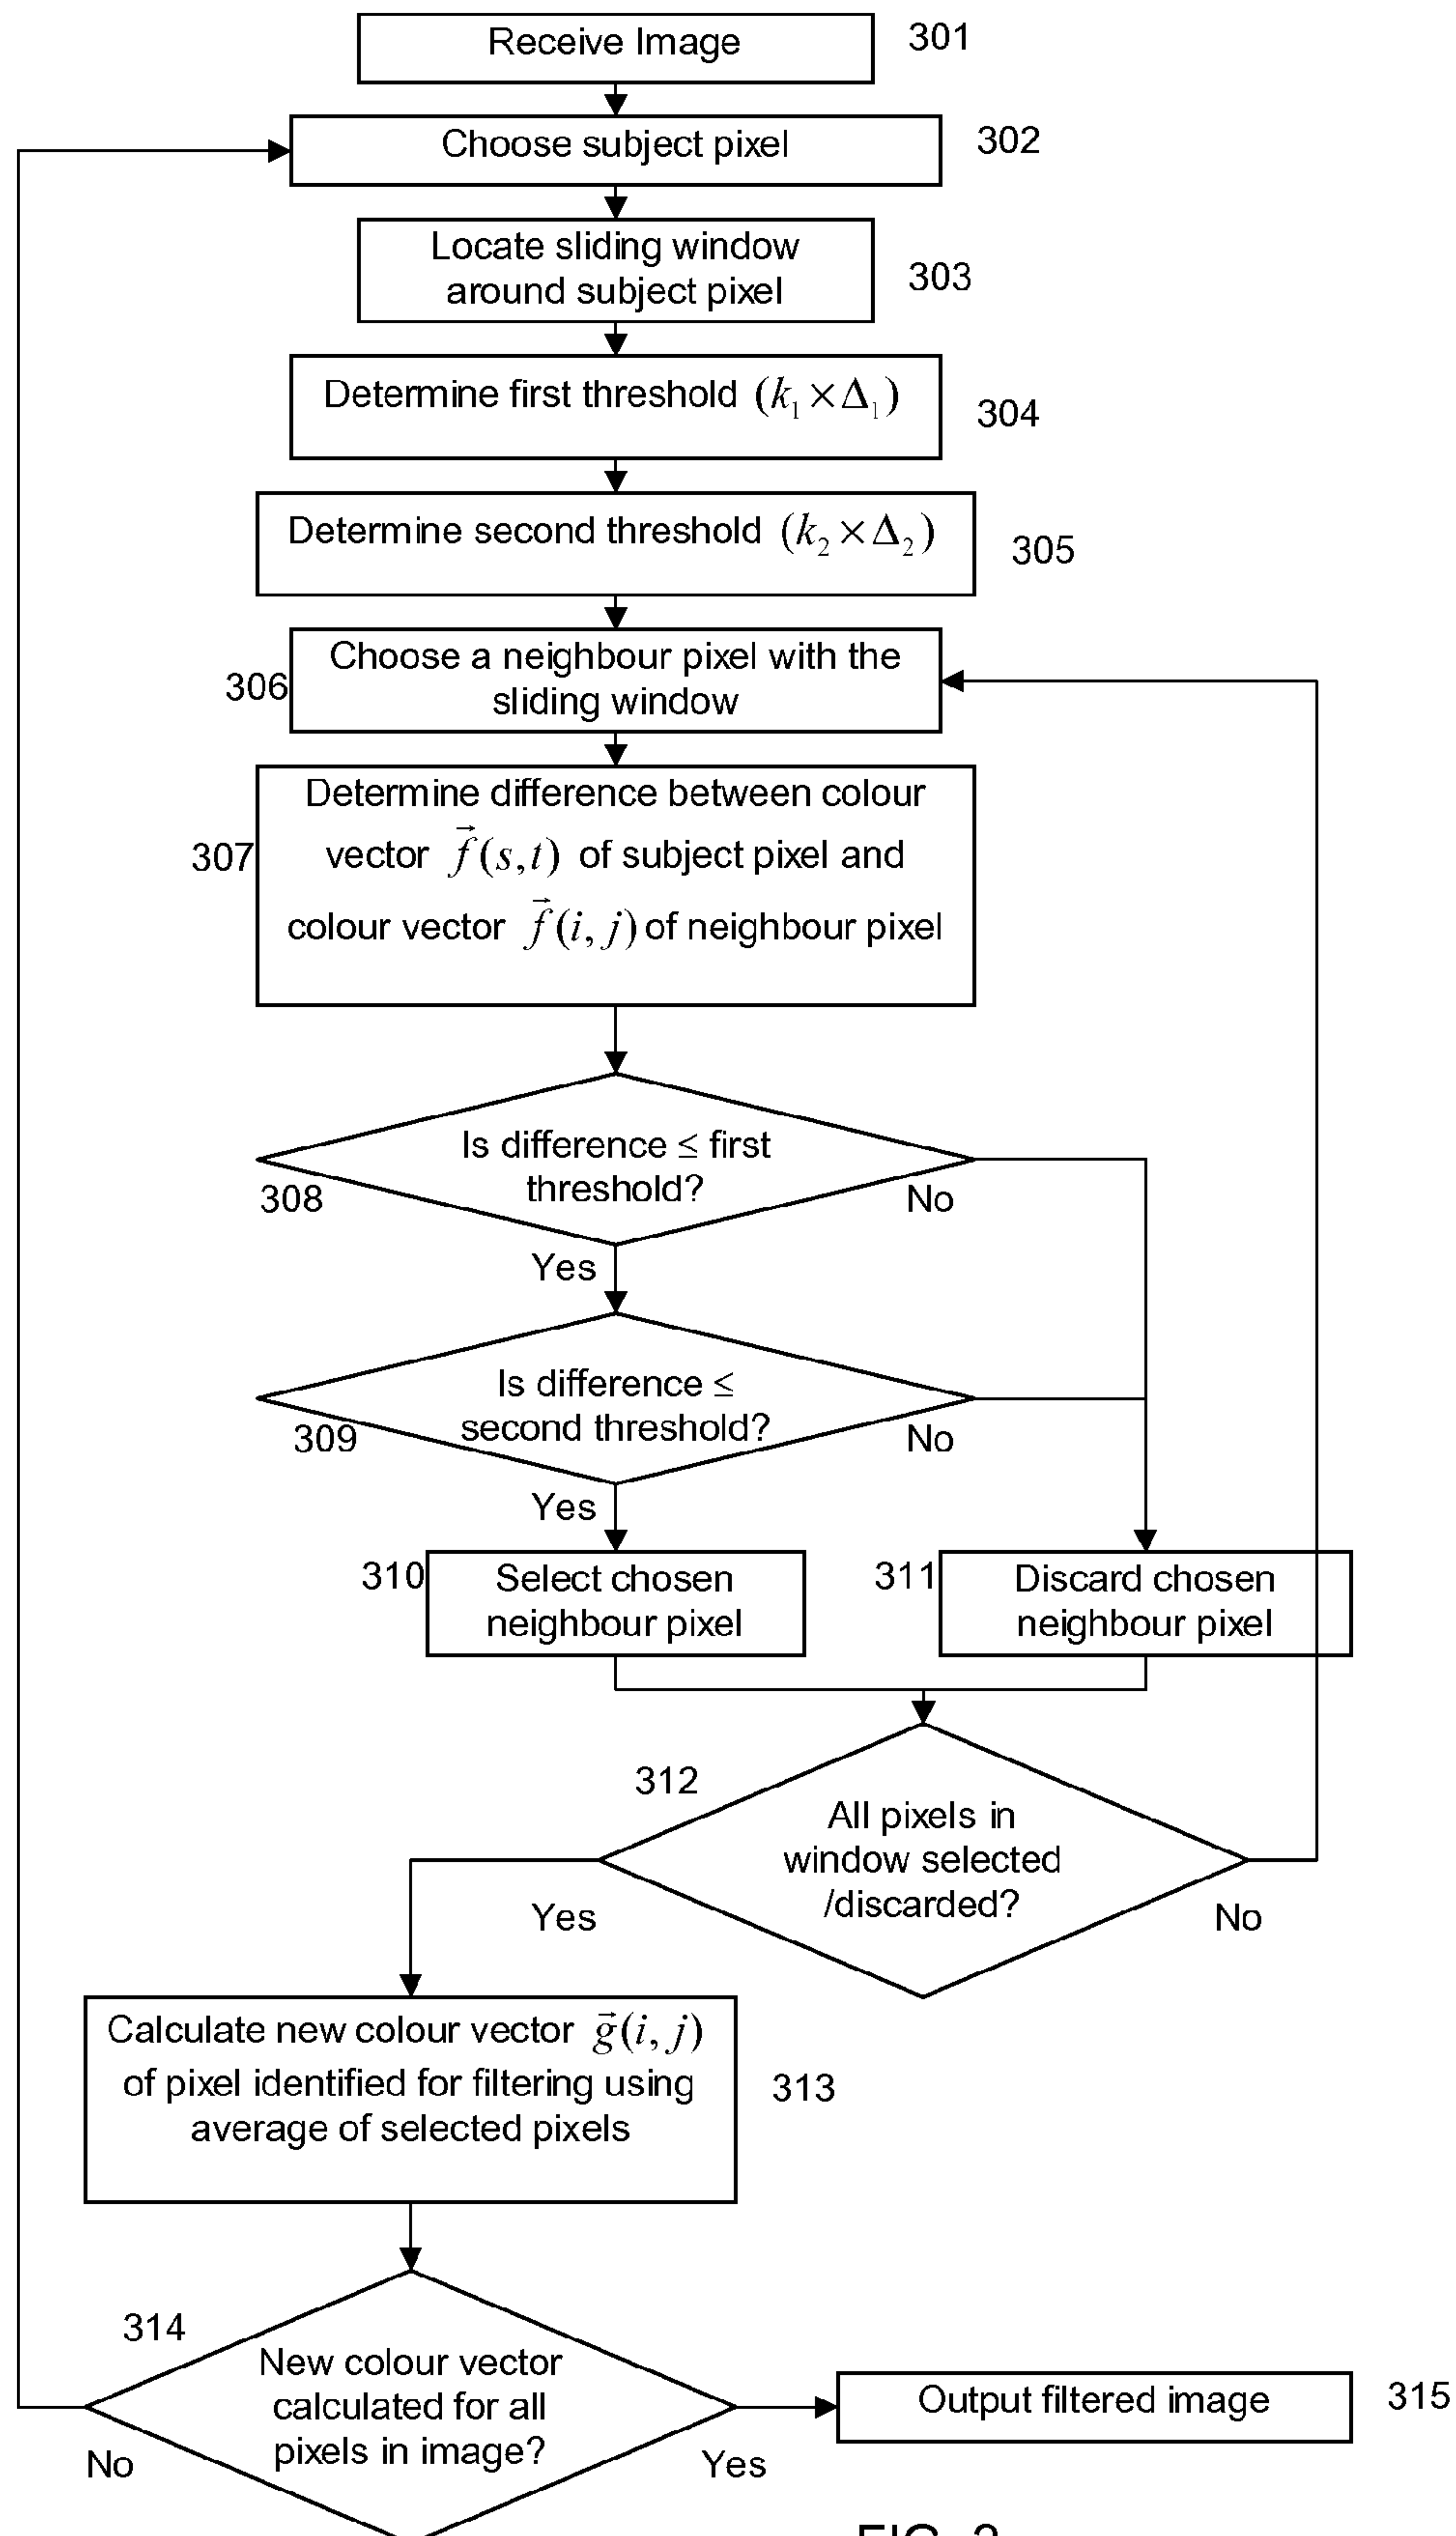 Receive Image
301
Choose subject pixel
302
Locate sliding window
around subject pixel
303
Determine first threshold (k₁ × Δ₁)
304
Determine second threshold (k₂ × Δ₂)
305
Choose a neighbour pixel with the
sliding window
306
Determine difference between colour
vector f⃗(s,t) of subject pixel and
colour vector f⃗(i, j) of neighbour pixel
307
Is difference ≤ first
threshold?
308
No
Yes
Is difference ≤
second threshold?
309
No
Yes
310
Select chosen
neighbour pixel
311
Discard chosen
neighbour pixel
312
All pixels in
window selected
/discarded?
Yes
No
Calculate new colour vector g⃗(i, j)
of pixel identified for filtering using
average of selected pixels
313
314
New colour vector
calculated for all
pixels in image?
No
Yes
Output filtered image
315